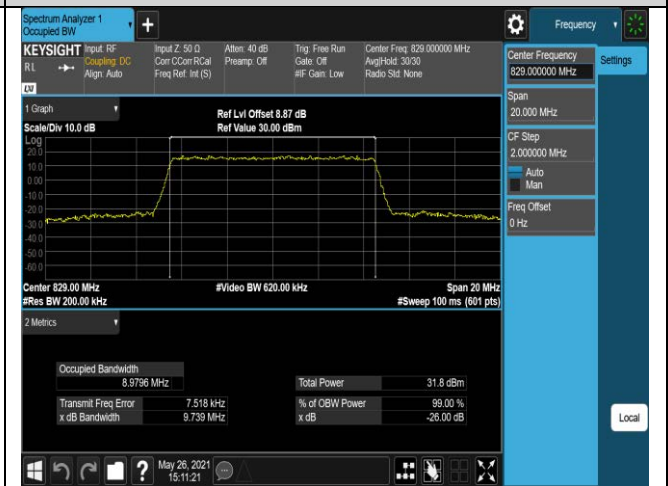 Spectrum Analyzer 1
Occupied BW
+
Frequency
KEYSIGHT
RL
LXI
Input: RF
Coupling: DC
Align: Auto
Input Z: 50 Ω
Corr CCorr RCal
Freq Ref: Int (S)
Atten: 40 dB
Preamp: Off
Trig: Free Run
Gate: Off
#IF Gain: Low
Center Freq: 829.000000 MHz
Avg|Hold: 30/30
Radio Std: None
Center Frequency
829.000000 MHz
Settings
Span
20.000 MHz
CF Step
2.000000 MHz
Auto
Man
Freq Offset
0 Hz
Local
1 Graph
Scale/Div 10.0 dB
Ref Lvl Offset 8.87 dB
Ref Value 30.00 dBm
Log
20.0
10.0
0.00
-10.0
-20.0
-30.0
-40.0
-50.0
-60.0
Center 829.00 MHz
#Res BW 200.00 kHz
#Video BW 620.00 kHz
Span 20 MHz
#Sweep 100 ms (601 pts)
2 Metrics
Occupied Bandwidth
8.9796 MHz
Total Power 31.8 dBm
Transmit Freq Error 7.518 kHz
% of OBW Power 99.00 %
x dB Bandwidth 9.739 MHz
x dB -26.00 dB
?
May 26, 2021
15:11:21